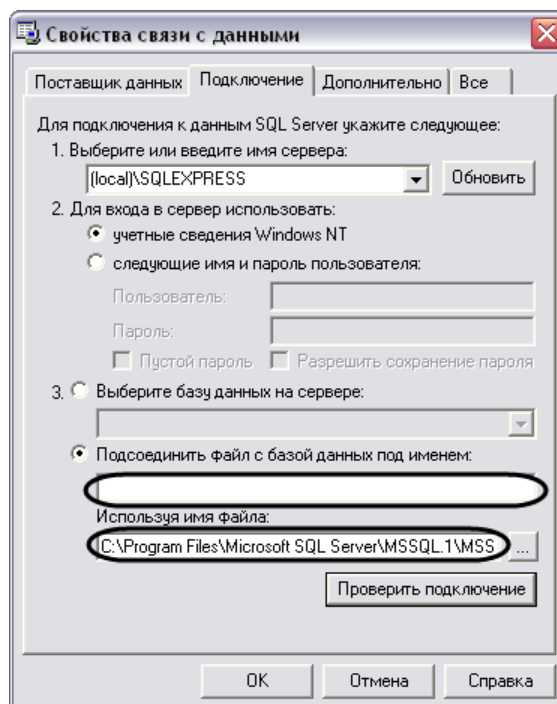 Свойства связи с данными
Поставщик данных Подключение Дополнительно Все
Для подключения к данным SQL Server укажите следующее:
1. Выберите или введите имя сервера:
(local)\SQLEXPRESS Обновить
2. Для входа в сервер использовать:
учетные сведения Windows NT
следующие имя и пароль пользователя:
Пользователь:
Пароль:
Пустой пароль Разрешить сохранение пароля
3. Выберите базу данных на сервере:
Подсоединить файл с базой данных под именем:
Используя имя файла:
C:\Program Files\Microsoft SQL Server\MSSQL.1\MSS ...
Проверить подключение
OK Отмена Справка